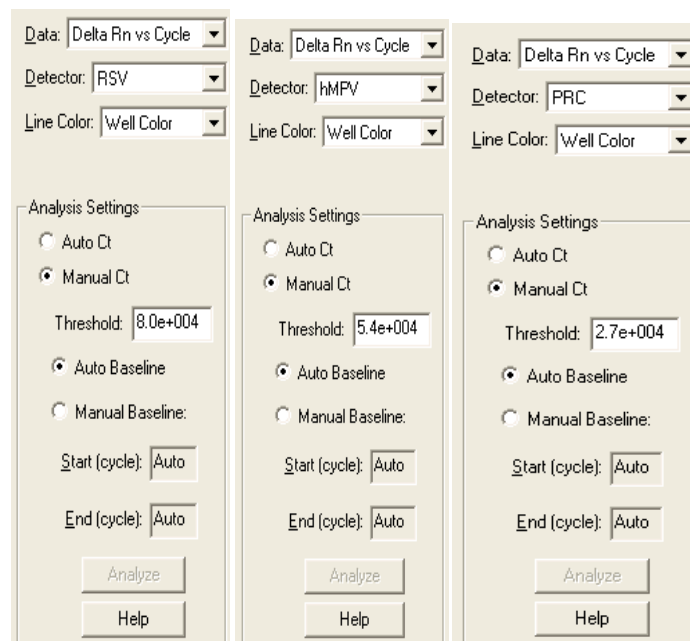 Data: Delta Rn vs Cycle
Detector: RSV
Line Color: Well Color
Analysis Settings
Auto Ct
Manual Ct
Threshold: 8.0e+004
Auto Baseline
Manual Baseline:
Start (cycle): Auto
End (cycle): Auto
Analyze
Help
Data: Delta Rn vs Cycle
Detector: hMPV
Line Color: Well Color
Analysis Settings
Auto Ct
Manual Ct
Threshold: 5.4e+004
Auto Baseline
Manual Baseline:
Start (cycle): Auto
End (cycle): Auto
Analyze
Help
Data: Delta Rn vs Cycle
Detector: PRC
Line Color: Well Color
Analysis Settings
Auto Ct
Manual Ct
Threshold: 2.7e+004
Auto Baseline
Manual Baseline:
Start (cycle): Auto
End (cycle): Auto
Analyze
Help